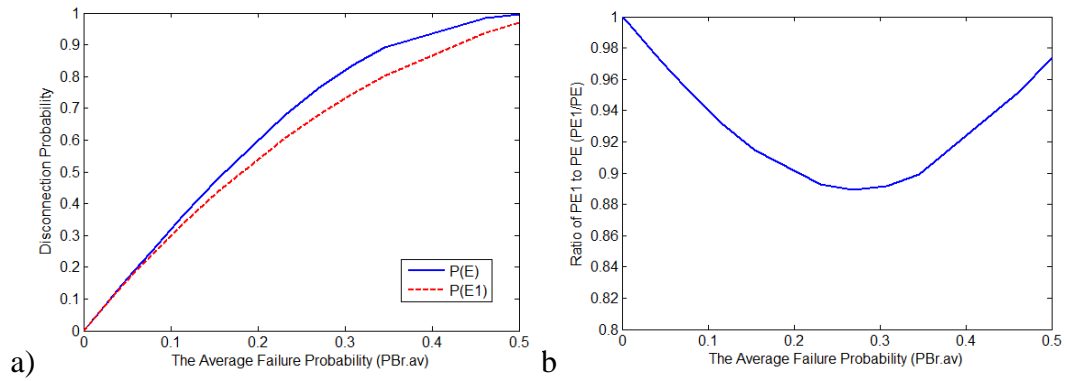 1
0.9
0.8
0.7
0.6
0.5
0.4
0.3
0.2
0.1
0
Disconnection Probability
P(E)
P(E1)
0 0.1 0.2 0.3 0.4 0.5
The Average Failure Probability (PBr.av)
a)
1
0.98
0.96
0.94
0.92
0.9
0.88
0.86
0.84
0.82
0.8
Ratio of PE1 to PE (PE1/PE)
0 0.1 0.2 0.3 0.4 0.5
The Average Failure Probability (PBr.av)
b